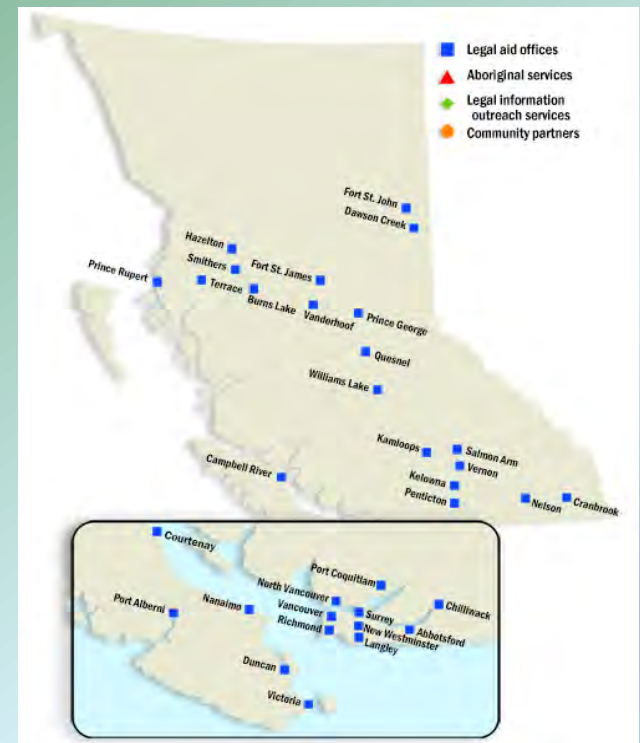 Legal aid offices
Aboriginal services
Legal information
outreach services
Community partners
Fort St. John
Dawson Creek
Hazelton
Smithers
Fort St. James
Prince Rupert
Terrace
Burns Lake
Vanderhoof
Prince George
Quesnel
Williams Lake
Kamloops
Salmon Arm
Vernon
Campbell River
Kelowna
Penticton
Nelson
Cranbrook
Courtenay
Port Coquitlam
North Vancouver
Chilliwack
Port Alberni
Nanaimo
Vancouver
Surrey
Richmond
New Westminster
Abbotsford
Langley
Duncan
Victoria